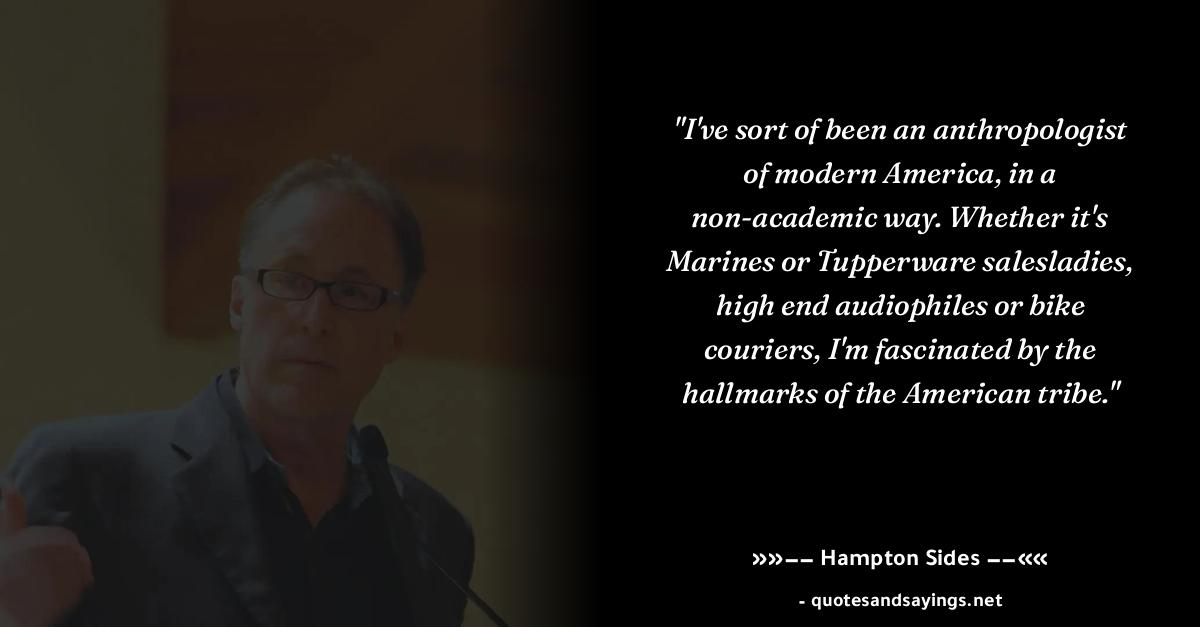 "I've sort of been an anthropologist
of modern America, in a
non-academic way. Whether it's
Marines or Tupperware salesladies,
high end audiophiles or bike
couriers, I'm fascinated by the
hallmarks of the American tribe."
»»−− Hampton Sides −−««
- quotesandsayings.net